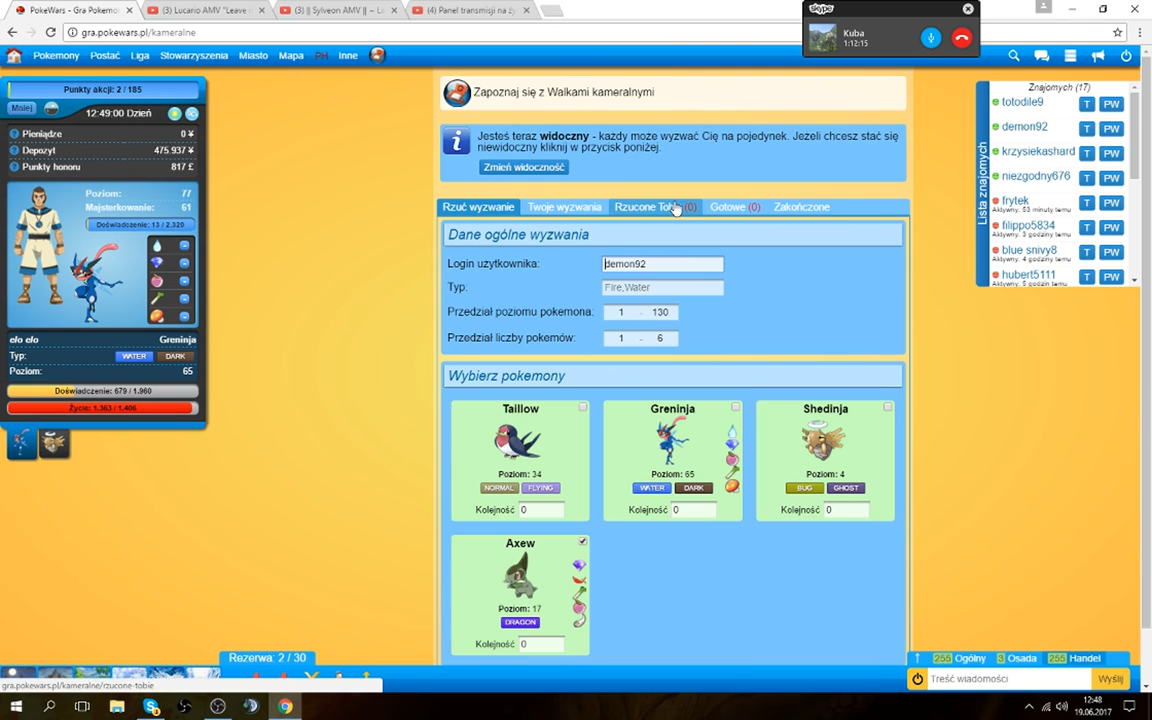 PokeWars - Gra Pokemon
(3) Lucario AMV "Leave
(3) || Sylveon AMV || – L
(4) Panel transmisji na ż
skype
Kuba
1:12:15
gra.pokewars.pl/kameralne
Pokemony
Postać
Liga
Stowarzyszenia
Miasto
Mapa
PH
Inne
Punkty akcji: 2 / 185
Mniej
12:49:00 Dzień
Pieniądze 0 ¥
Depozyt 475.937 ¥
Punkty honoru 817 £
Poziom: 77
Majsterkowanie: 61
Doświadczenie: 13 / 2.320
elo elo Greninja
Typ: WATER DARK
Poziom: 65
Doświadczenie: 679 / 1.960
Życie: 1.363 / 1.406
Zapoznaj się z Walkami kameralnymi
Jesteś teraz widoczny - każdy może wyzwać Cię na pojedynek. Jeżeli chcesz stać się
niewidoczny kliknij w przycisk poniżej.
Zmień widoczność
Rzuć wyzwanie
Twoje wyzwania
Rzucone Tobie (0)
Gotowe (0)
Zakończone
Dane ogólne wyzwania
Login użytkownika: demon92
Typ: Fire,Water
Przedział poziomu pokemona: 1 - 130
Przedział liczby pokemów: 1 - 6
Wybierz pokemony
Taillow
Poziom: 34
NORMAL FLYING
Kolejność 0
Greninja
Poziom: 65
WATER DARK
Kolejność 0
Shedinja
Poziom: 4
BUG GHOST
Kolejność 0
Axew
Poziom: 17
DRAGON
Kolejność 0
Lista znajomych
Znajomych (17)
totodile9 T PW
demon92 T PW
krzysiekashard T PW
niezgodny676 T PW
frytek T PW
Aktywny: 53 minuty temu
filippo5834 T PW
Aktywny: 3 godziny temu
blue snivy8 T PW
Aktywny: 4 godziny temu
hubert5111 T PW
Aktywny: 5 godzin temu
Rezerwa: 2 / 30
gra.pokewars.pl/kameralne/rzucone-tobie
255 Ogólny
3 Osada
255 Handel
Treść wiadomości
Wyślij
12:48
19.06.2017